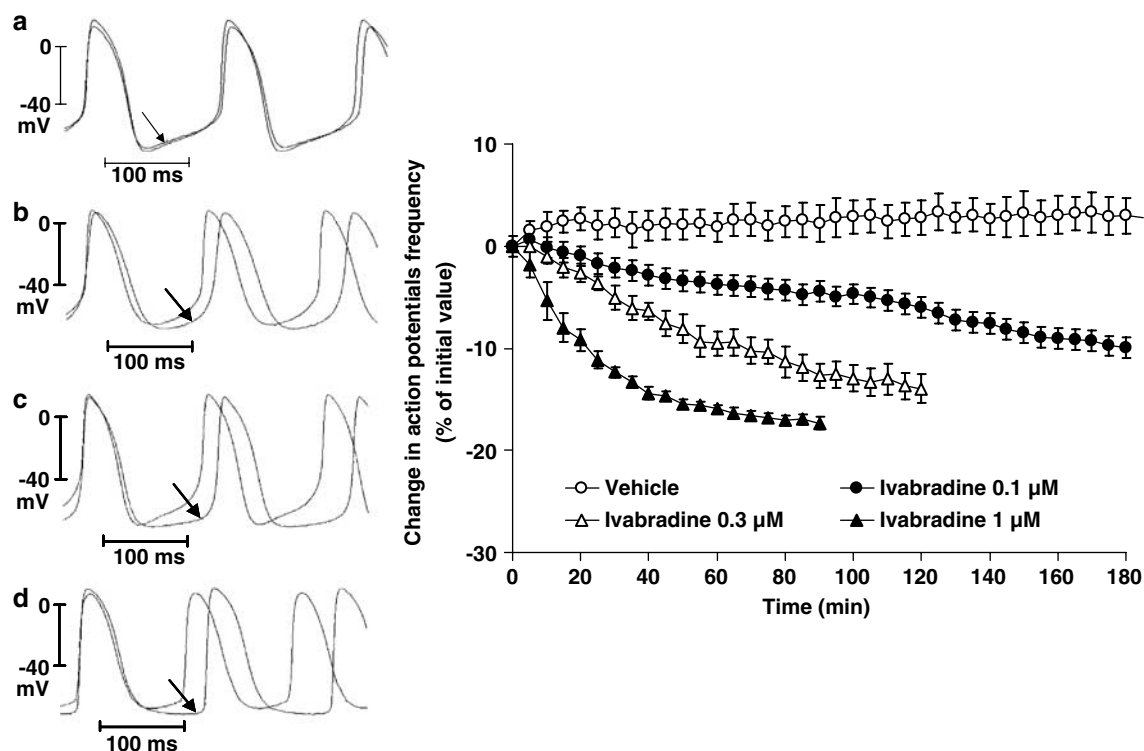 a
0
-40
mV
100 ms
b
0
-40
mV
100 ms
c
0
-40
mV
100 ms
d
0
-40
mV
100 ms
Change in action potentials frequency
(% of initial value)
10
0
-10
-20
-30
Vehicle
Ivabradine 0.1 µM
Ivabradine 0.3 µM
Ivabradine 1 µM
0 20 40 60 80 100 120 140 160 180
Time (min)